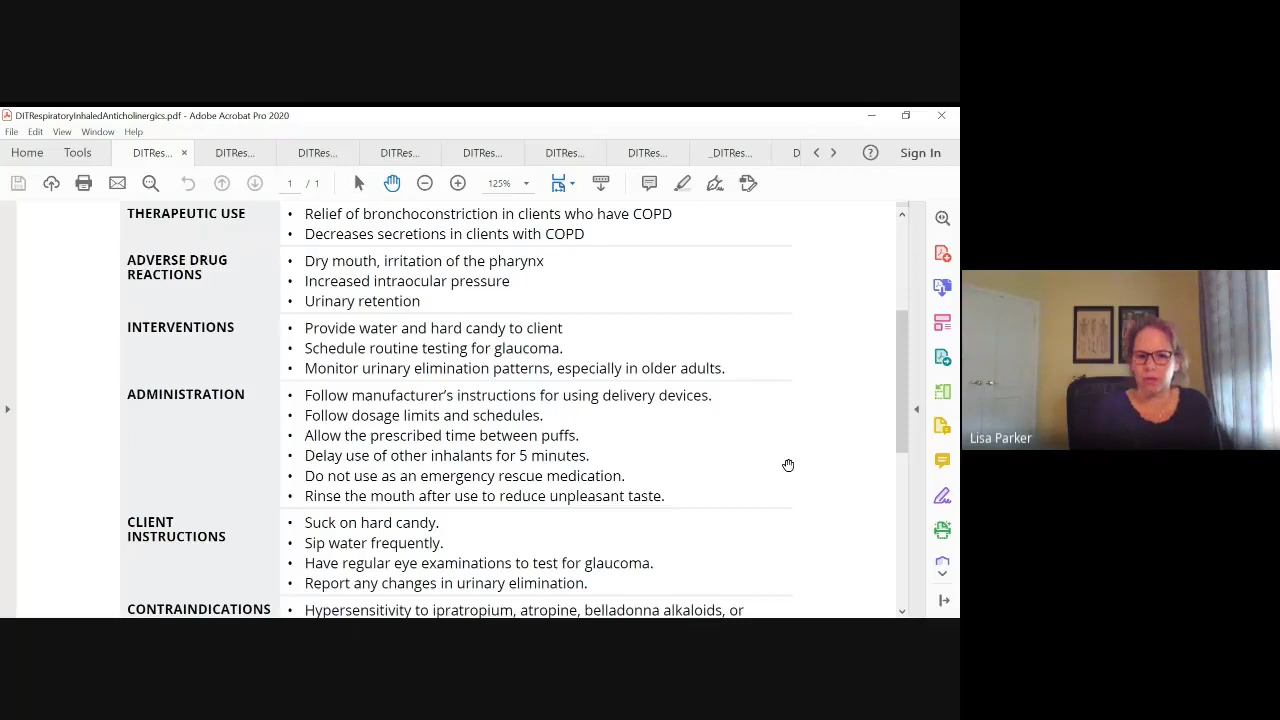 DITRespiratoryInhaledAnticholinergics.pdf - Adobe Acrobat Pro 2020
File Edit View Window Help
Home Tools DITRes... × DITRes... DITRes... DITRes... DITRes... DITRes... DITRes... _DITRes... D Sign In
1 / 1 125%
THERAPEUTIC USE
• Relief of bronchoconstriction in clients who have COPD
• Decreases secretions in clients with COPD
ADVERSE DRUG
REACTIONS
• Dry mouth, irritation of the pharynx
• Increased intraocular pressure
• Urinary retention
INTERVENTIONS
• Provide water and hard candy to client
• Schedule routine testing for glaucoma.
• Monitor urinary elimination patterns, especially in older adults.
ADMINISTRATION
• Follow manufacturer's instructions for using delivery devices.
• Follow dosage limits and schedules.
• Allow the prescribed time between puffs.
• Delay use of other inhalants for 5 minutes.
• Do not use as an emergency rescue medication.
• Rinse the mouth after use to reduce unpleasant taste.
CLIENT
INSTRUCTIONS
• Suck on hard candy.
• Sip water frequently.
• Have regular eye examinations to test for glaucoma.
• Report any changes in urinary elimination.
CONTRAINDICATIONS
• Hypersensitivity to ipratropium, atropine, belladonna alkaloids, or
Lisa Parker